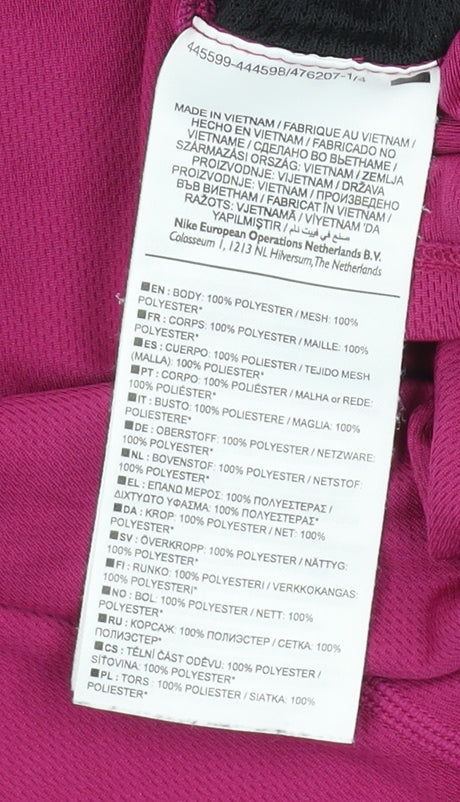 445599-444598/476207-1/4
MADE IN VIETNAM / FABRIQUE AU VIETNAM /
HECHO EN VIETNAM / FABRICADO NO
VIETNAME / СДЕЛАНО ВО ВЬЕТНАМЕ /
SZÁRMAZÁSI ORSZÁG: VIETNAM / ZEMLJA
PROIZVODNJE: VIETNAM / DRŽAVA
PROIZVODNJE: VIETNAM / ПРОИЗВЕДЕНО
ВЪВ ВИЕТНАМ / FABRICAT ÎN VIETNAM /
RAŽOTS: VJETNAMĀ / VİYETNAM 'DA
YAPILMIŞTIR / صنع في فييت نام
Nike European Operations Netherlands B.V.
Colosseum 1, 1213 NL Hilversum, The Netherlands
EN : BODY: 100% POLYESTER / MESH: 100%
POLYESTER*
FR : CORPS: 100% POLYESTER / MAILLE: 100%
POLYESTER*
ES : CUERPO: 100% POLIÉSTER / TEJIDO MESH
(MALLA): 100% POLIÉSTER*
PT : CORPO: 100% POLIÉSTER / MALHA or REDE:
100% POLIÉSTER*
IT : BUSTO: 100% POLIESTERE / MAGLIA: 100%
POLIESTERE*
DE : OBERSTOFF: 100% POLYESTER / NETZWARE:
100% POLYESTER*
NL : BOVENSTOF: 100% POLYESTER / NETSTOF:
100% POLYESTER*
EL : ΕΠΑΝΩ ΜΕΡΟΣ: 100% ΠΟΛΥΕΣΤΕΡΑΣ /
ΔΙΧΤΥΩΤΟ ΥΦΑΣΜΑ: 100% ΠΟΛΥΕΣΤΕΡΑΣ*
DA : KROP: 100% POLYESTER / NET: 100%
POLYESTER*
SV : ÖVERKROPP: 100% POLYESTER / NÄTTYG:
100% POLYESTER*
FI : RUNKO: 100% POLYESTERI / VERKKOKANGAS:
100% POLYESTERI*
NO : BOL: 100% POLYESTER / NETT: 100%
POLYESTER*
RU : КОРСАЖ: 100% ПОЛИЭСТЕР / СЕТКА: 100%
ПОЛИЭСТЕР*
CS : TĚLNÍ ČÁST ODĚVU: 100% POLYESTER /
SÍŤOVINA: 100% POLYESTER*
PL : TORS: 100% POLIESTER / SIATKA: 100%
POLIESTER*